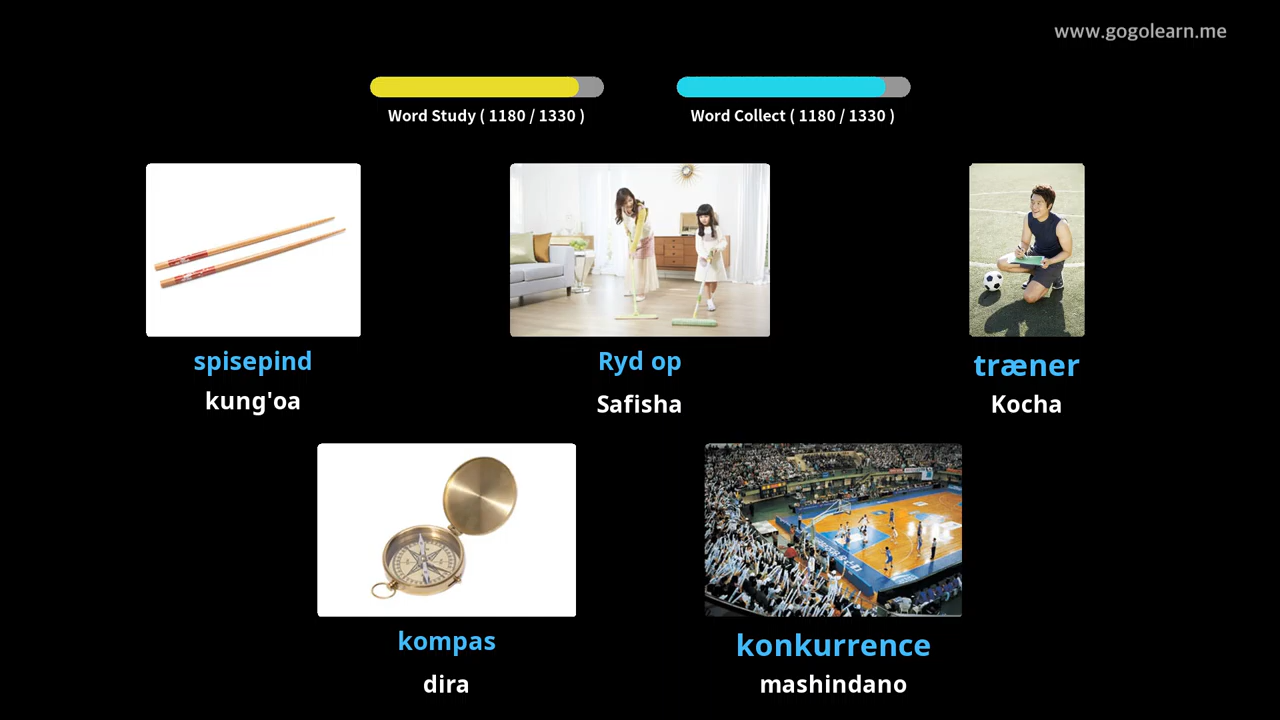 www.gogolearn.me
Word Study ( 1180 / 1330 )
Word Collect ( 1180 / 1330 )
spisepind
kung'oa
Ryd op
Safisha
træner
Kocha
kompas
dira
konkurrence
mashindano